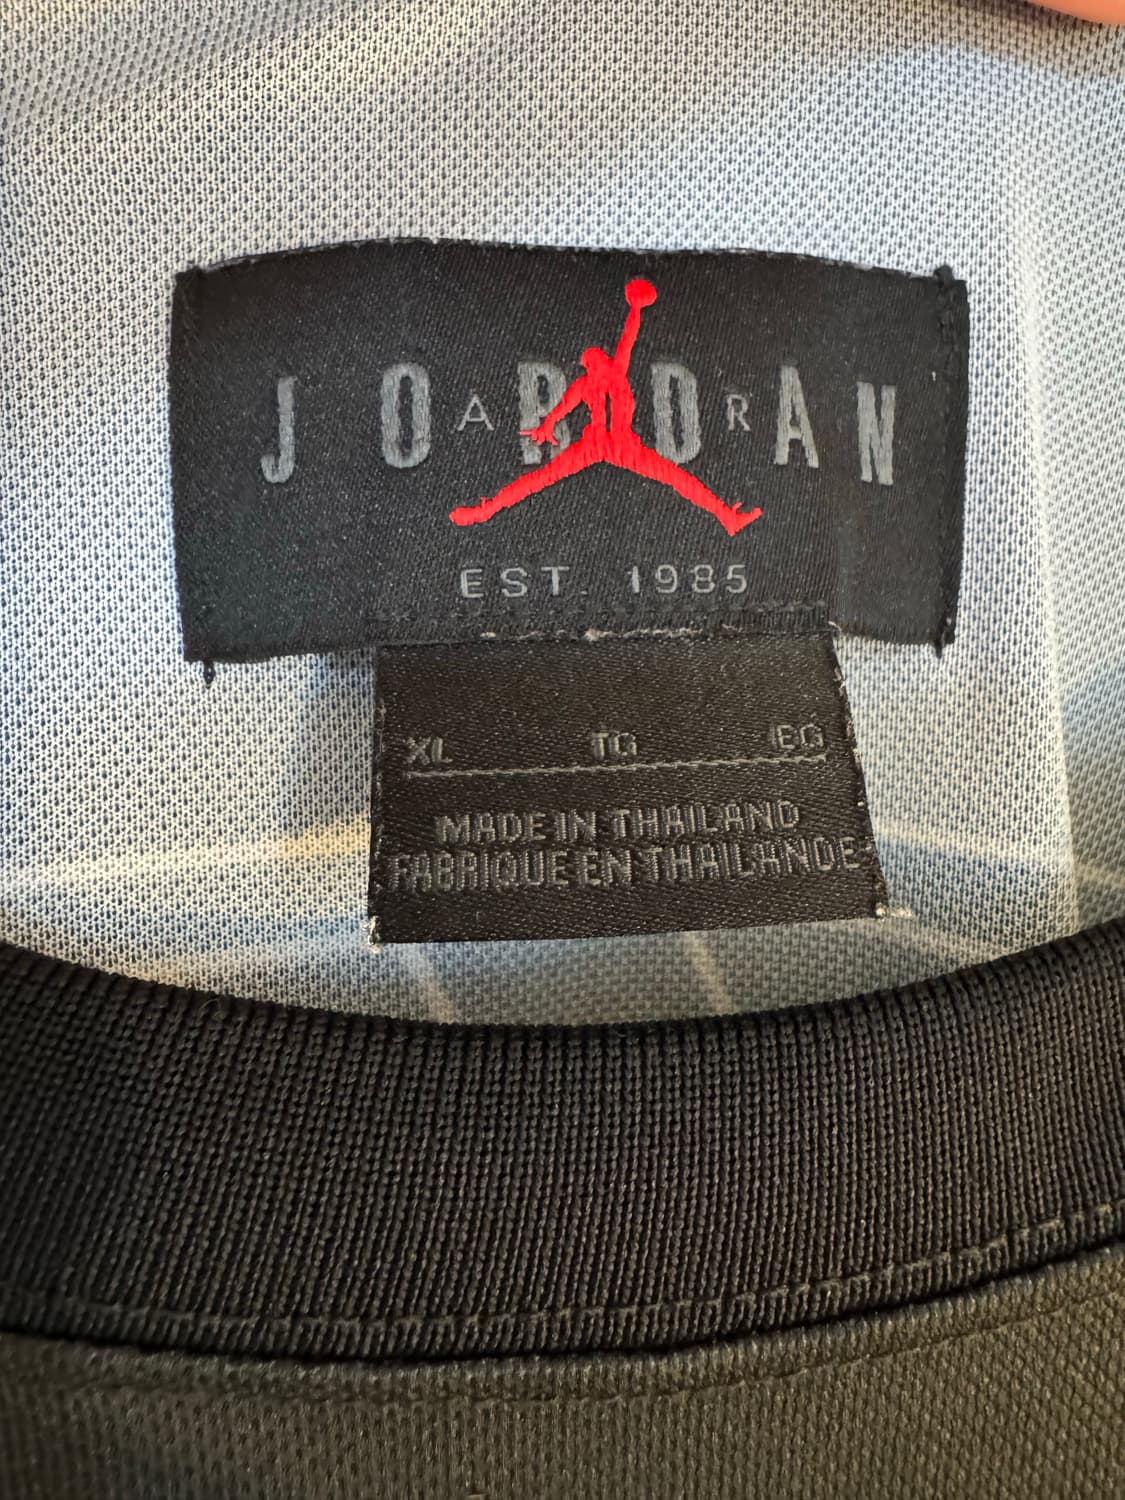 JORDAN
AIR
EST. 1985
XL TG EG
MADE IN THAILAND
FABRIQUE EN THAILANDE